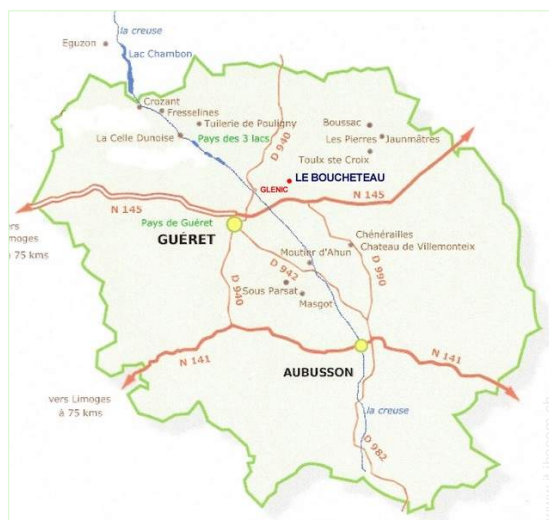 la creuse
Eguzon
Lac Chambon
Crozant
Fresselines
Tuilerie de Pouligny
La Celle Dunoise
Pays des 3 lacs
D 940
Boussac
Les Pierres Jaunmâtres
Toulx ste Croix
LE BOUCHETEAU
GLENIC
N 145
N 145
Pays de Guéret
GUÉRET
vers
Limoges
à 75 kms
Chénérailles
Chateau de Villemonteix
Moutier d'Ahun
D 942
D 990
D 940
Sous Parsat
Masgot
N 141
N 141
AUBUSSON
vers Limoges
à 75 kms
la creuse
D 982